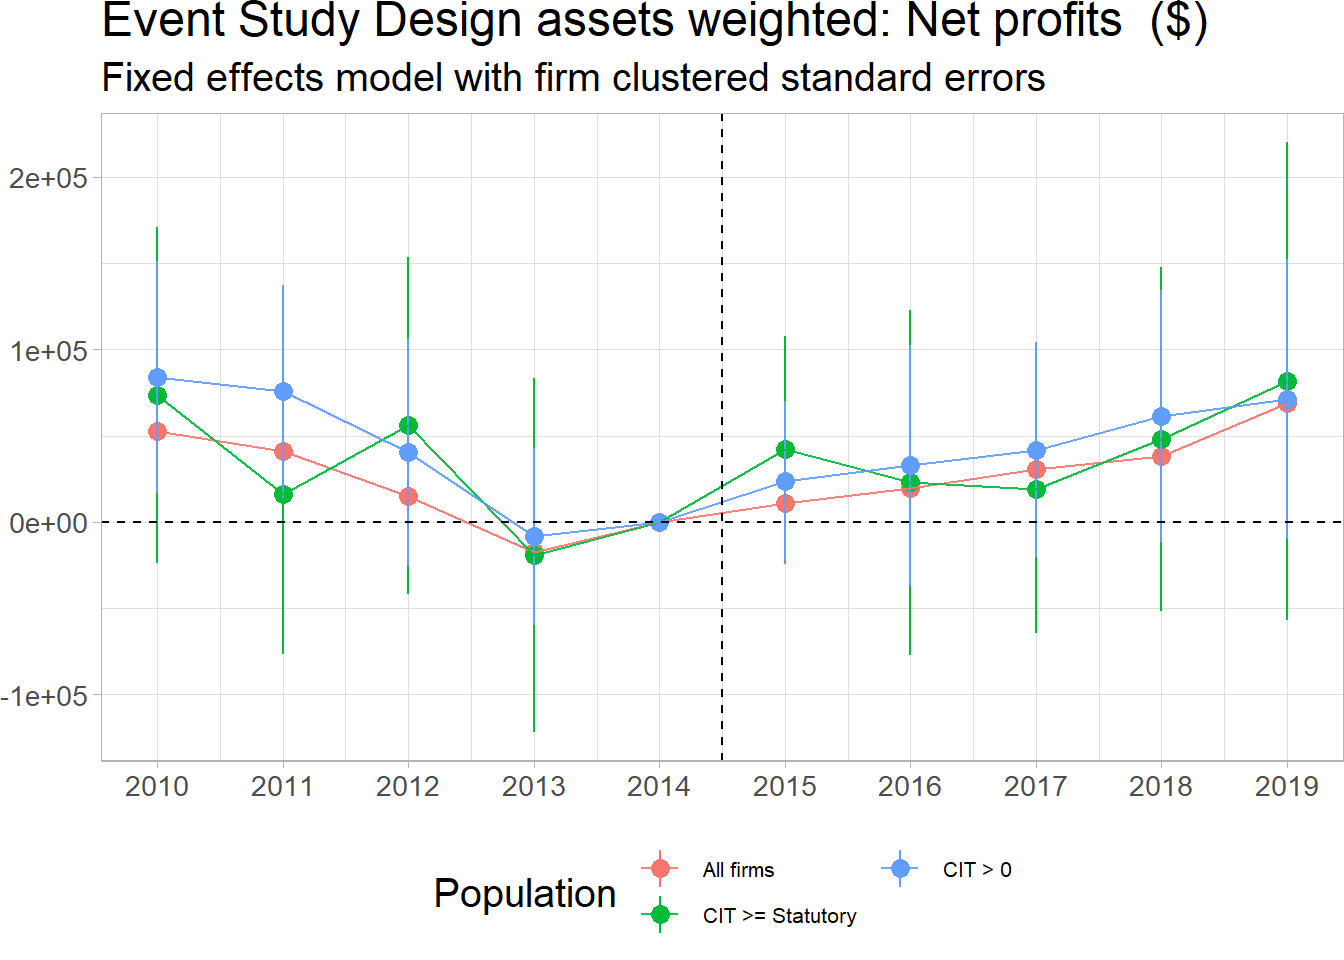 Event Study Design assets weighted: Net profits  ($)
Fixed effects model with firm clustered standard errors
2e+05
1e+05
0e+00
-1e+05
2010 2011 2012 2013 2014 2015 2016 2017 2018 2019
Population
All firms
CIT >= Statutory
CIT > 0